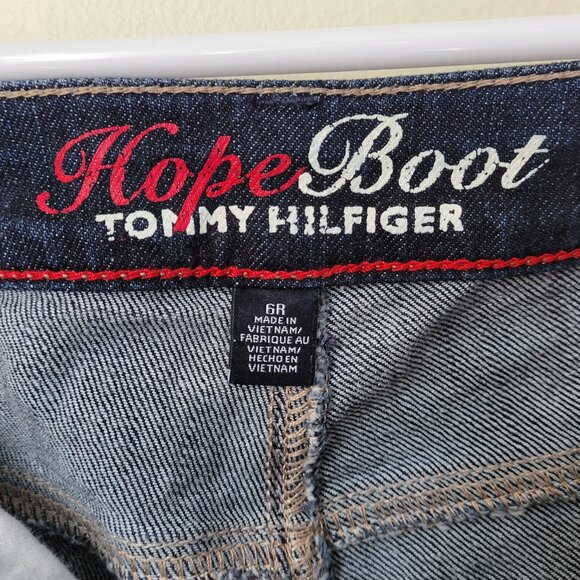 Hope Boot
TOMMY HILFIGER
6R
MADE IN
VIETNAM/
FABRIQUE AU
VIETNAM/
HECHO EN
VIETNAM